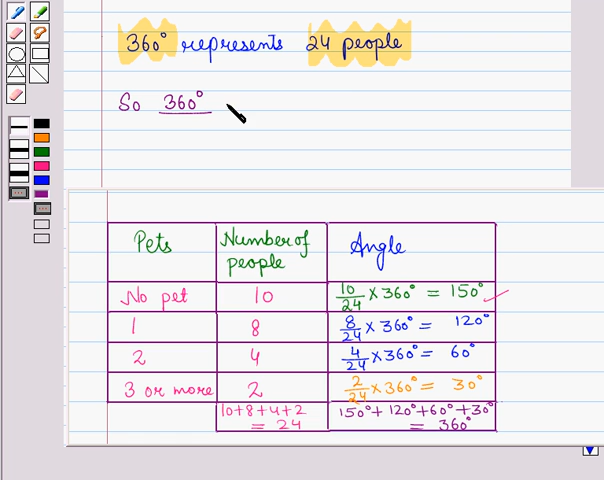 360° represents 24 people
So 360°
Pets Number of people Angle
No pet 10 10/24 × 360° = 150°
1 8 8/24 × 360° = 120°
2 4 4/24 × 360° = 60°
3 or more 2 2/24 × 360° = 30°
10+8+4+2 = 24 150° + 120° + 60° + 30° = 360°